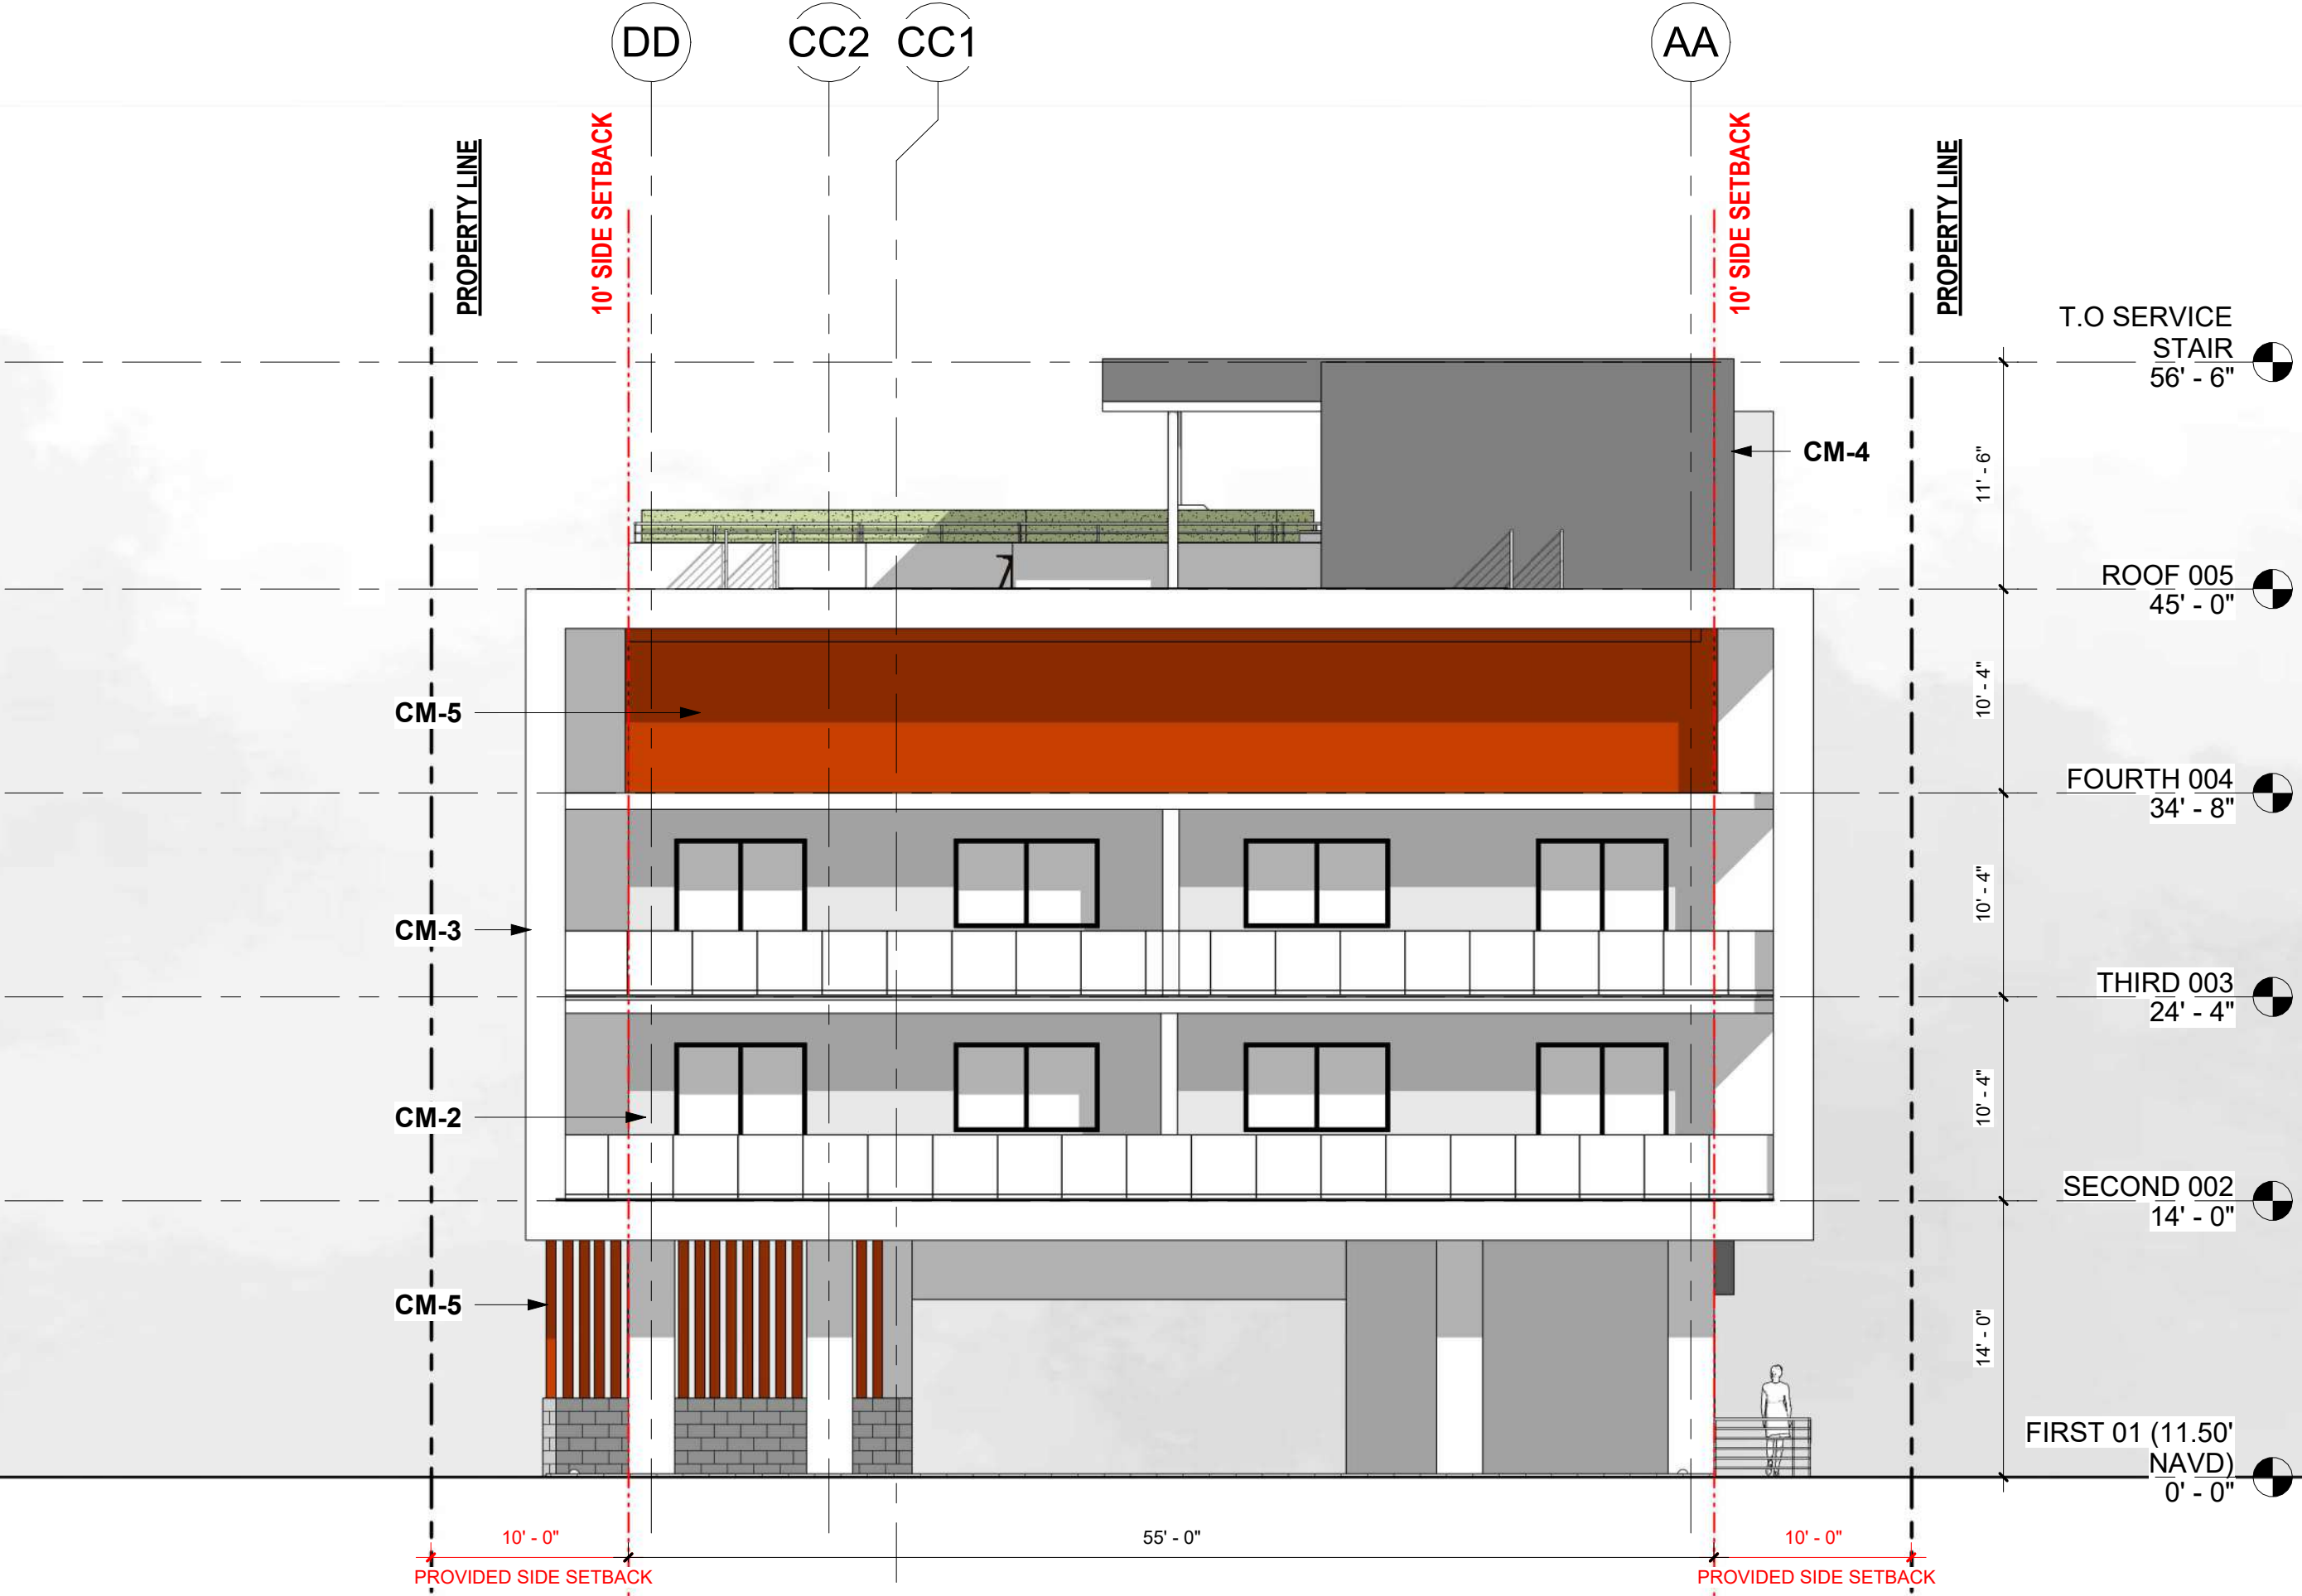 DD
CC2
CC1
AA
PROPERTY LINE
10' SIDE SETBACK
10' SIDE SETBACK
PROPERTY LINE
T.O SERVICE
STAIR
56' - 6"
CM-4
11' - 6"
ROOF 005
45' - 0"
CM-5
10' - 4"
FOURTH 004
34' - 8"
CM-3
10' - 4"
THIRD 003
24' - 4"
CM-2
10' - 4"
SECOND 002
14' - 0"
CM-5
14' - 0"
FIRST 01 (11.50'
NAVD)
0' - 0"
10' - 0"
55' - 0"
10' - 0"
PROVIDED SIDE SETBACK
PROVIDED SIDE SETBACK